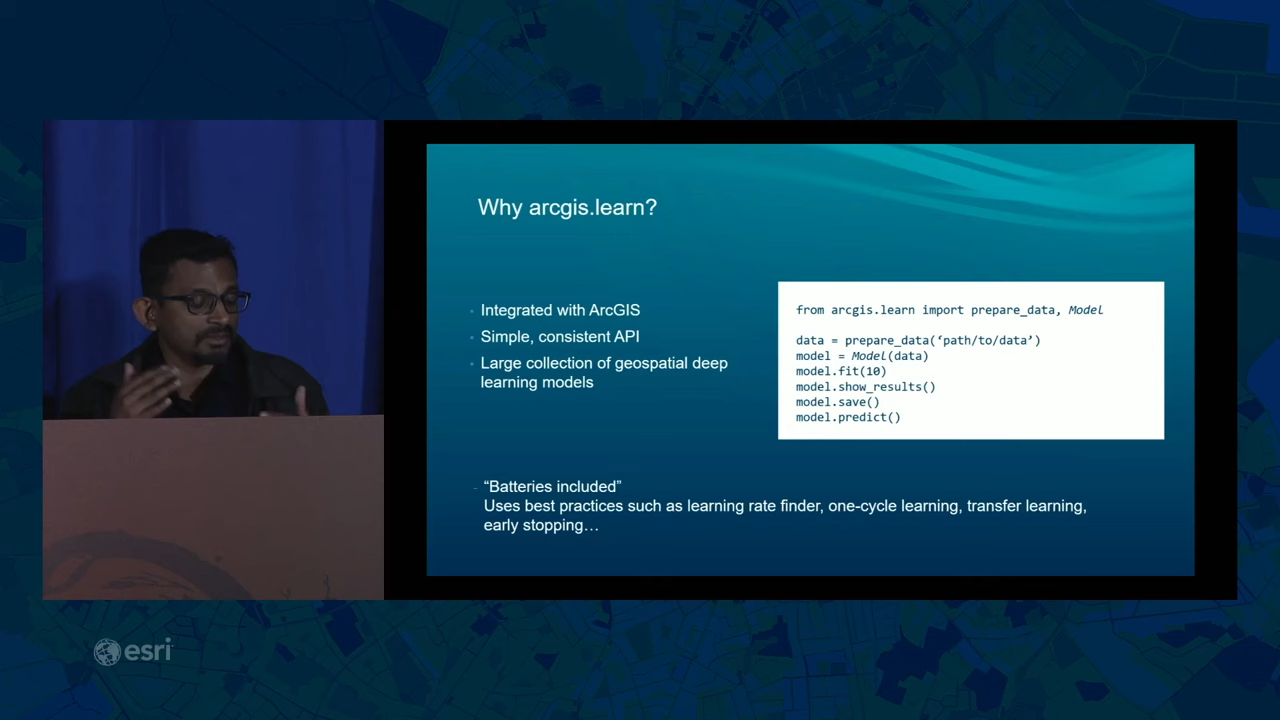 Why arcgis.learn?
Integrated with ArcGIS
Simple, consistent API
Large collection of geospatial deep
learning models
from arcgis.learn import prepare_data, Model
data = prepare_data(‘path/to/data’)
model = Model(data)
model.fit(10)
model.show_results()
model.save()
model.predict()
“Batteries included”
Uses best practices such as learning rate finder, one-cycle learning, transfer learning,
early stopping…
esri